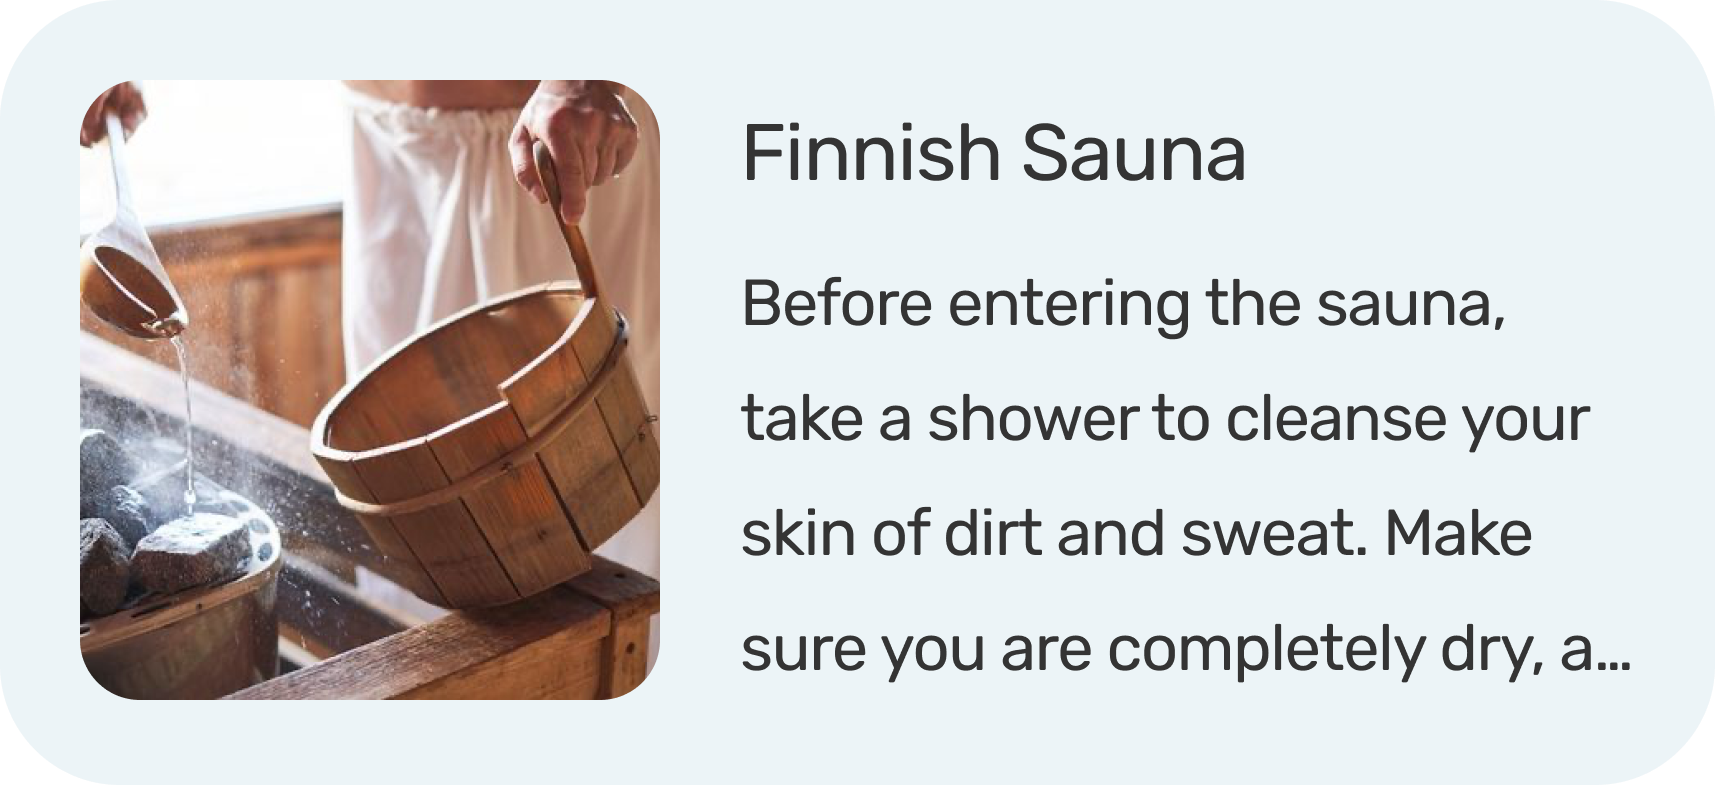 Finnish Sauna
Before entering the sauna,
take a shower to cleanse your
skin of dirt and sweat. Make
sure you are completely dry, a...